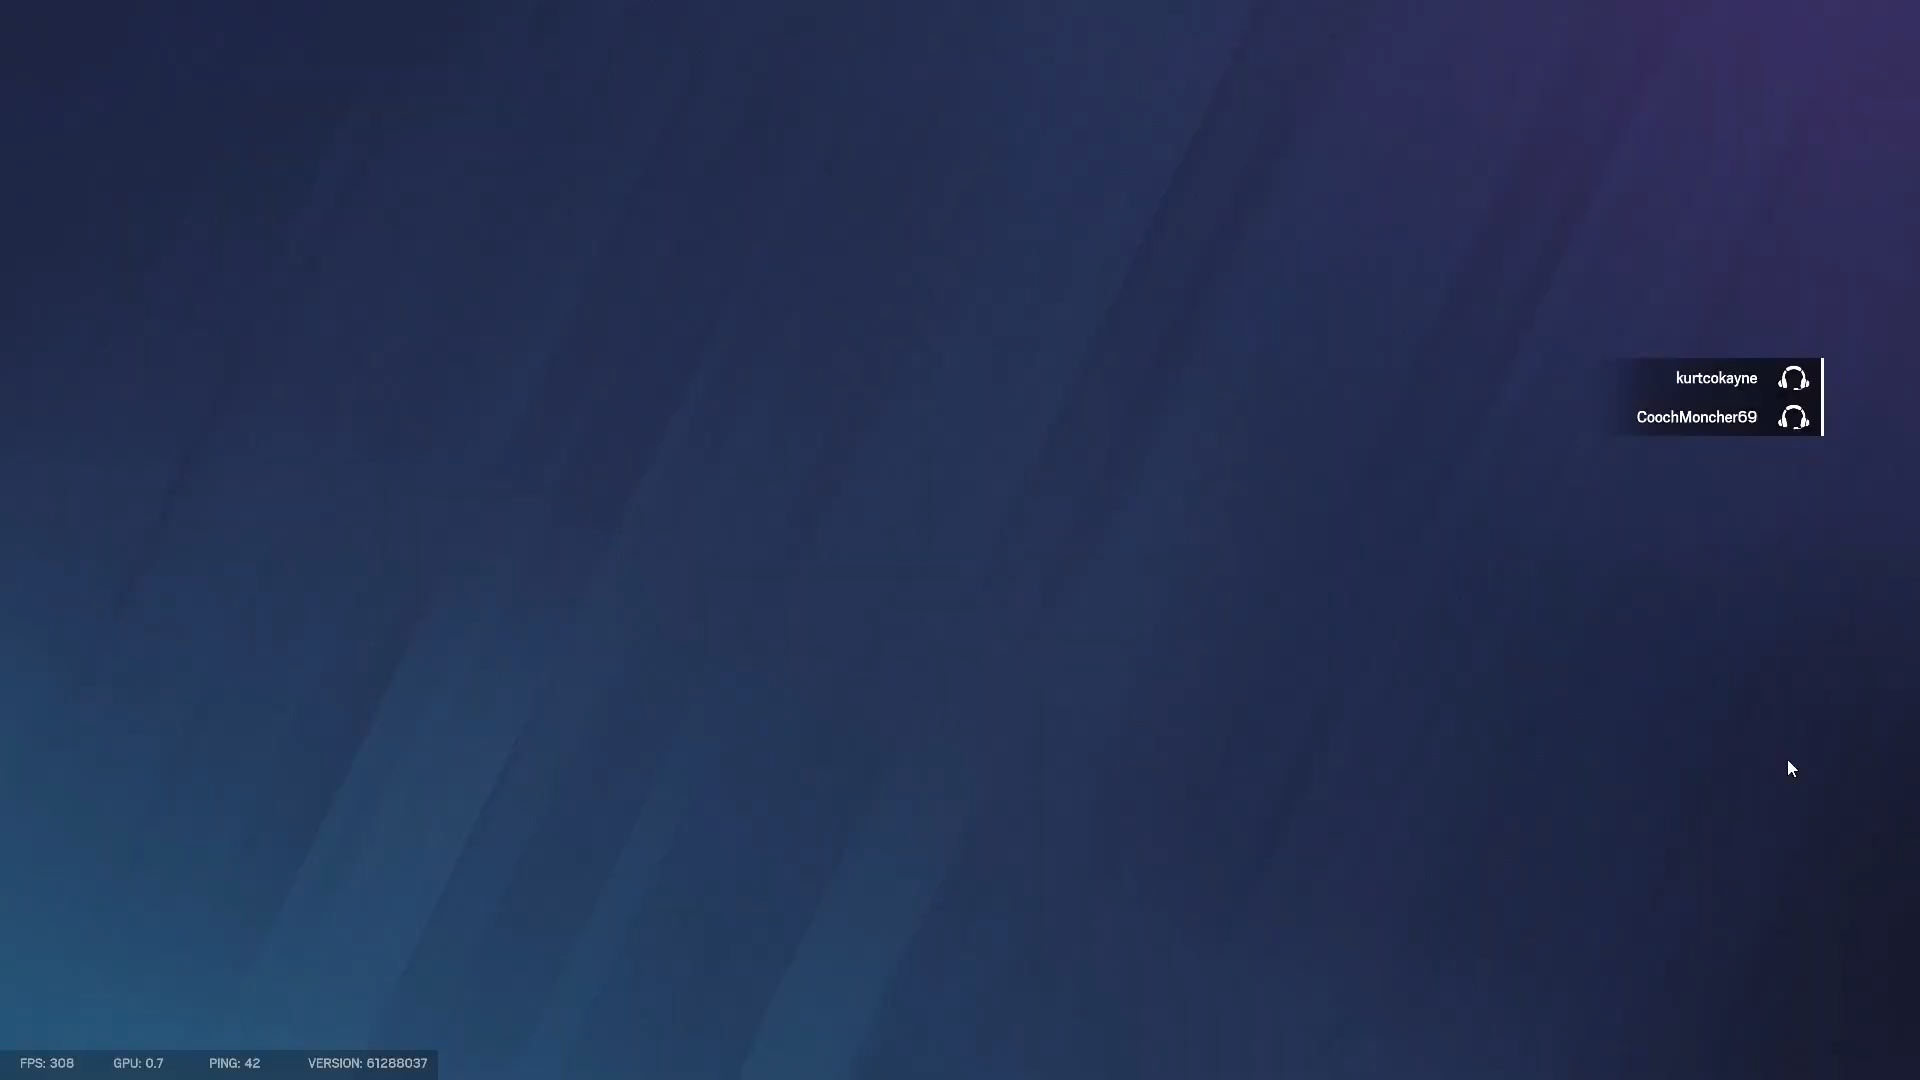 kurtcokayne
CoochMoncher69
FPS: 308 GPU: 0.7 PING: 42 VERSION: 61288037